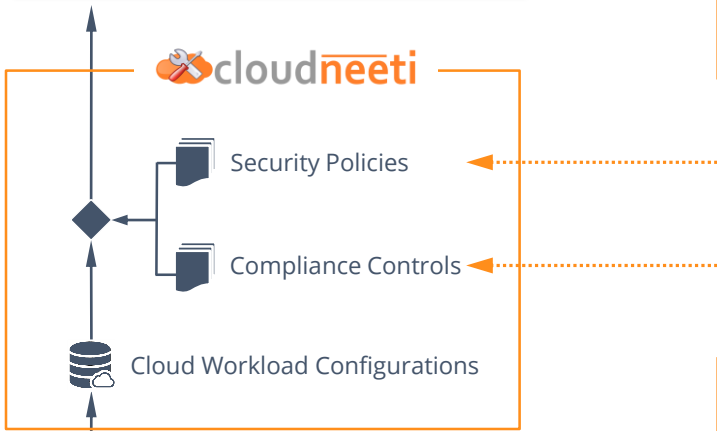 cloudneeti
Security Policies
Compliance Controls
Cloud Workload Configurations